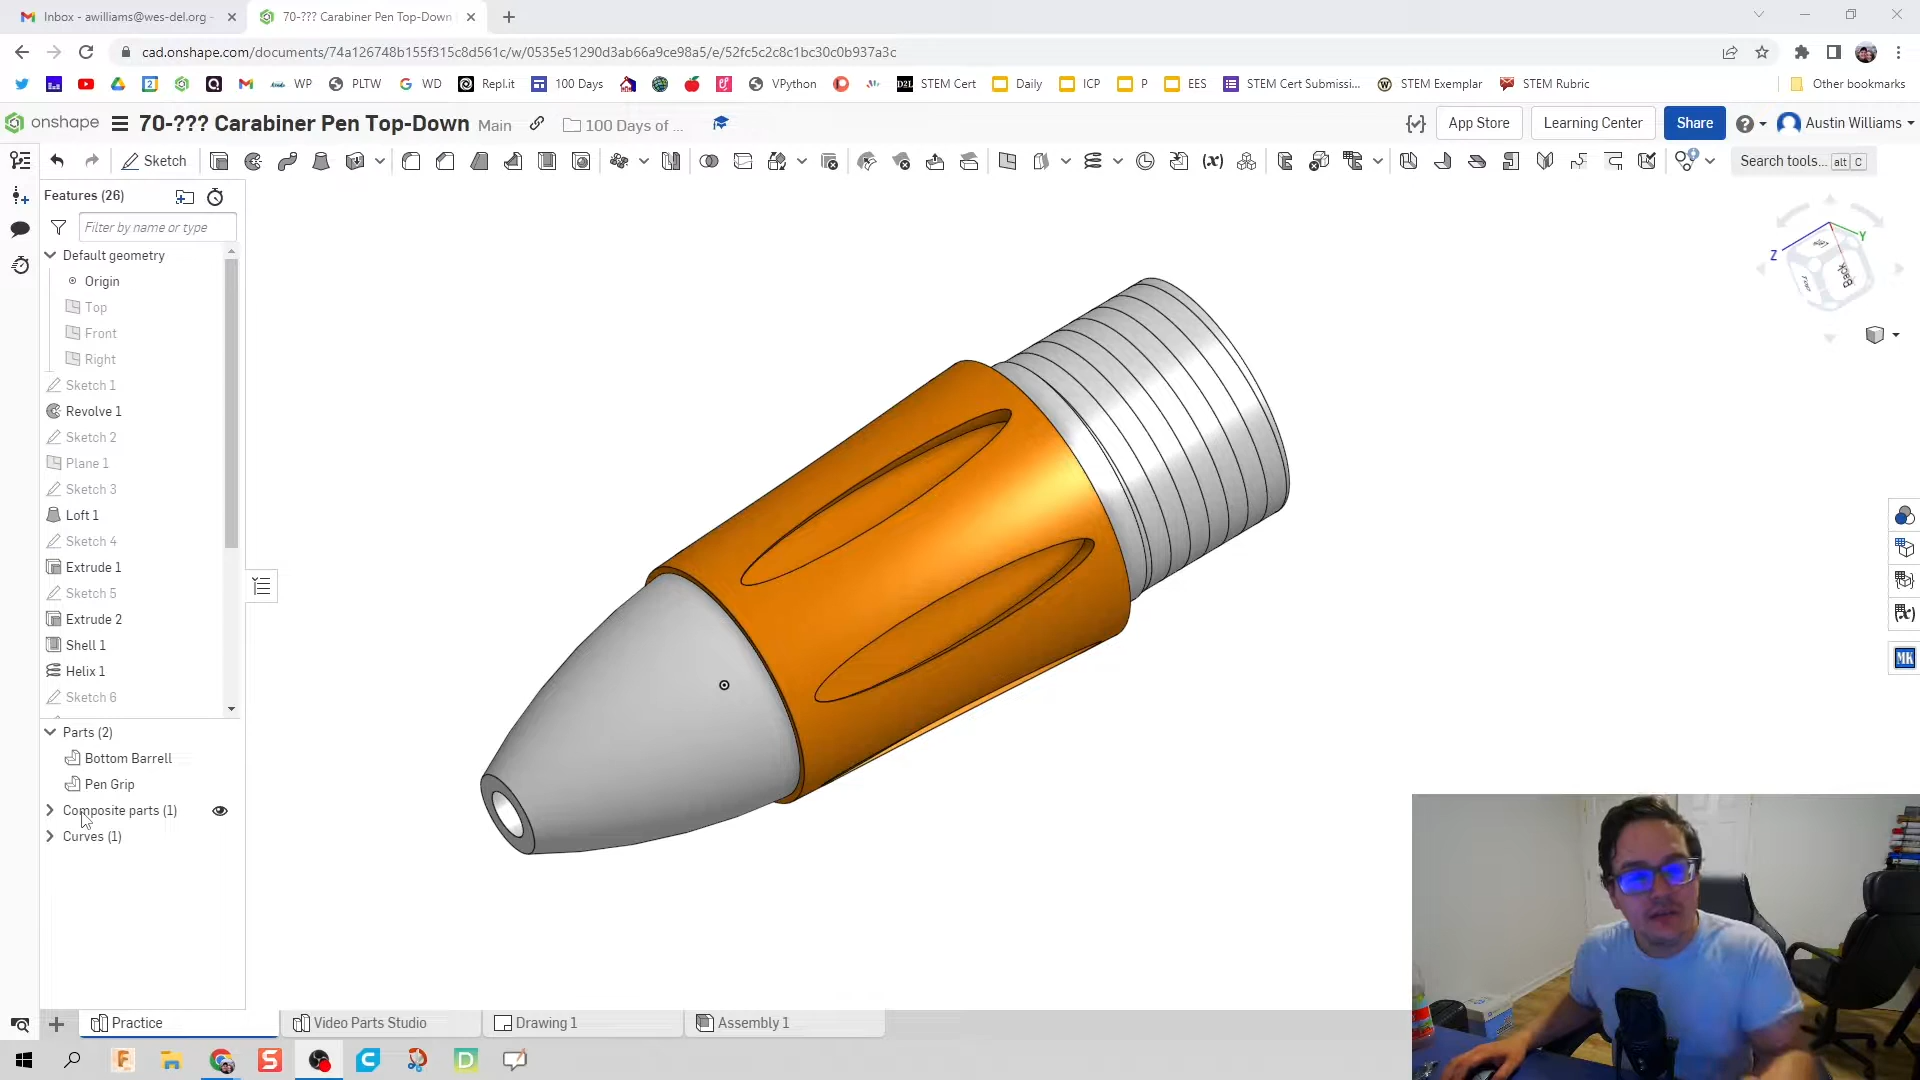 Inbox - awilliams@wes-del.org -
70-??? Carabiner Pen Top-Down
cad.onshape.com/documents/74a126748b155f315c8d561c/w/0535e51290d3ab66a9ce98a5/e/52fc5c2c8c1bc30c0b937a3c
WP PLTW WD Repl.it 100 Days VPython D2L STEM Cert Daily ICP P EES STEM Cert Submissi... STEM Exemplar STEM Rubric Other bookmarks
onshape 70-??? Carabiner Pen Top-Down Main 100 Days of ... App Store Learning Center Share Austin Williams
Sketch Search tools... alt C
Features (26)
Filter by name or type
Default geometry
Origin
Top
Front
Right
Sketch 1
Revolve 1
Sketch 2
Plane 1
Sketch 3
Loft 1
Sketch 4
Extrude 1
Sketch 5
Extrude 2
Shell 1
Helix 1
Sketch 6
Parts (2)
Bottom Barrell
Pen Grip
Composite parts (1)
Curves (1)
Z
Y
Back
MK
Practice Video Parts Studio Drawing 1 Assembly 1